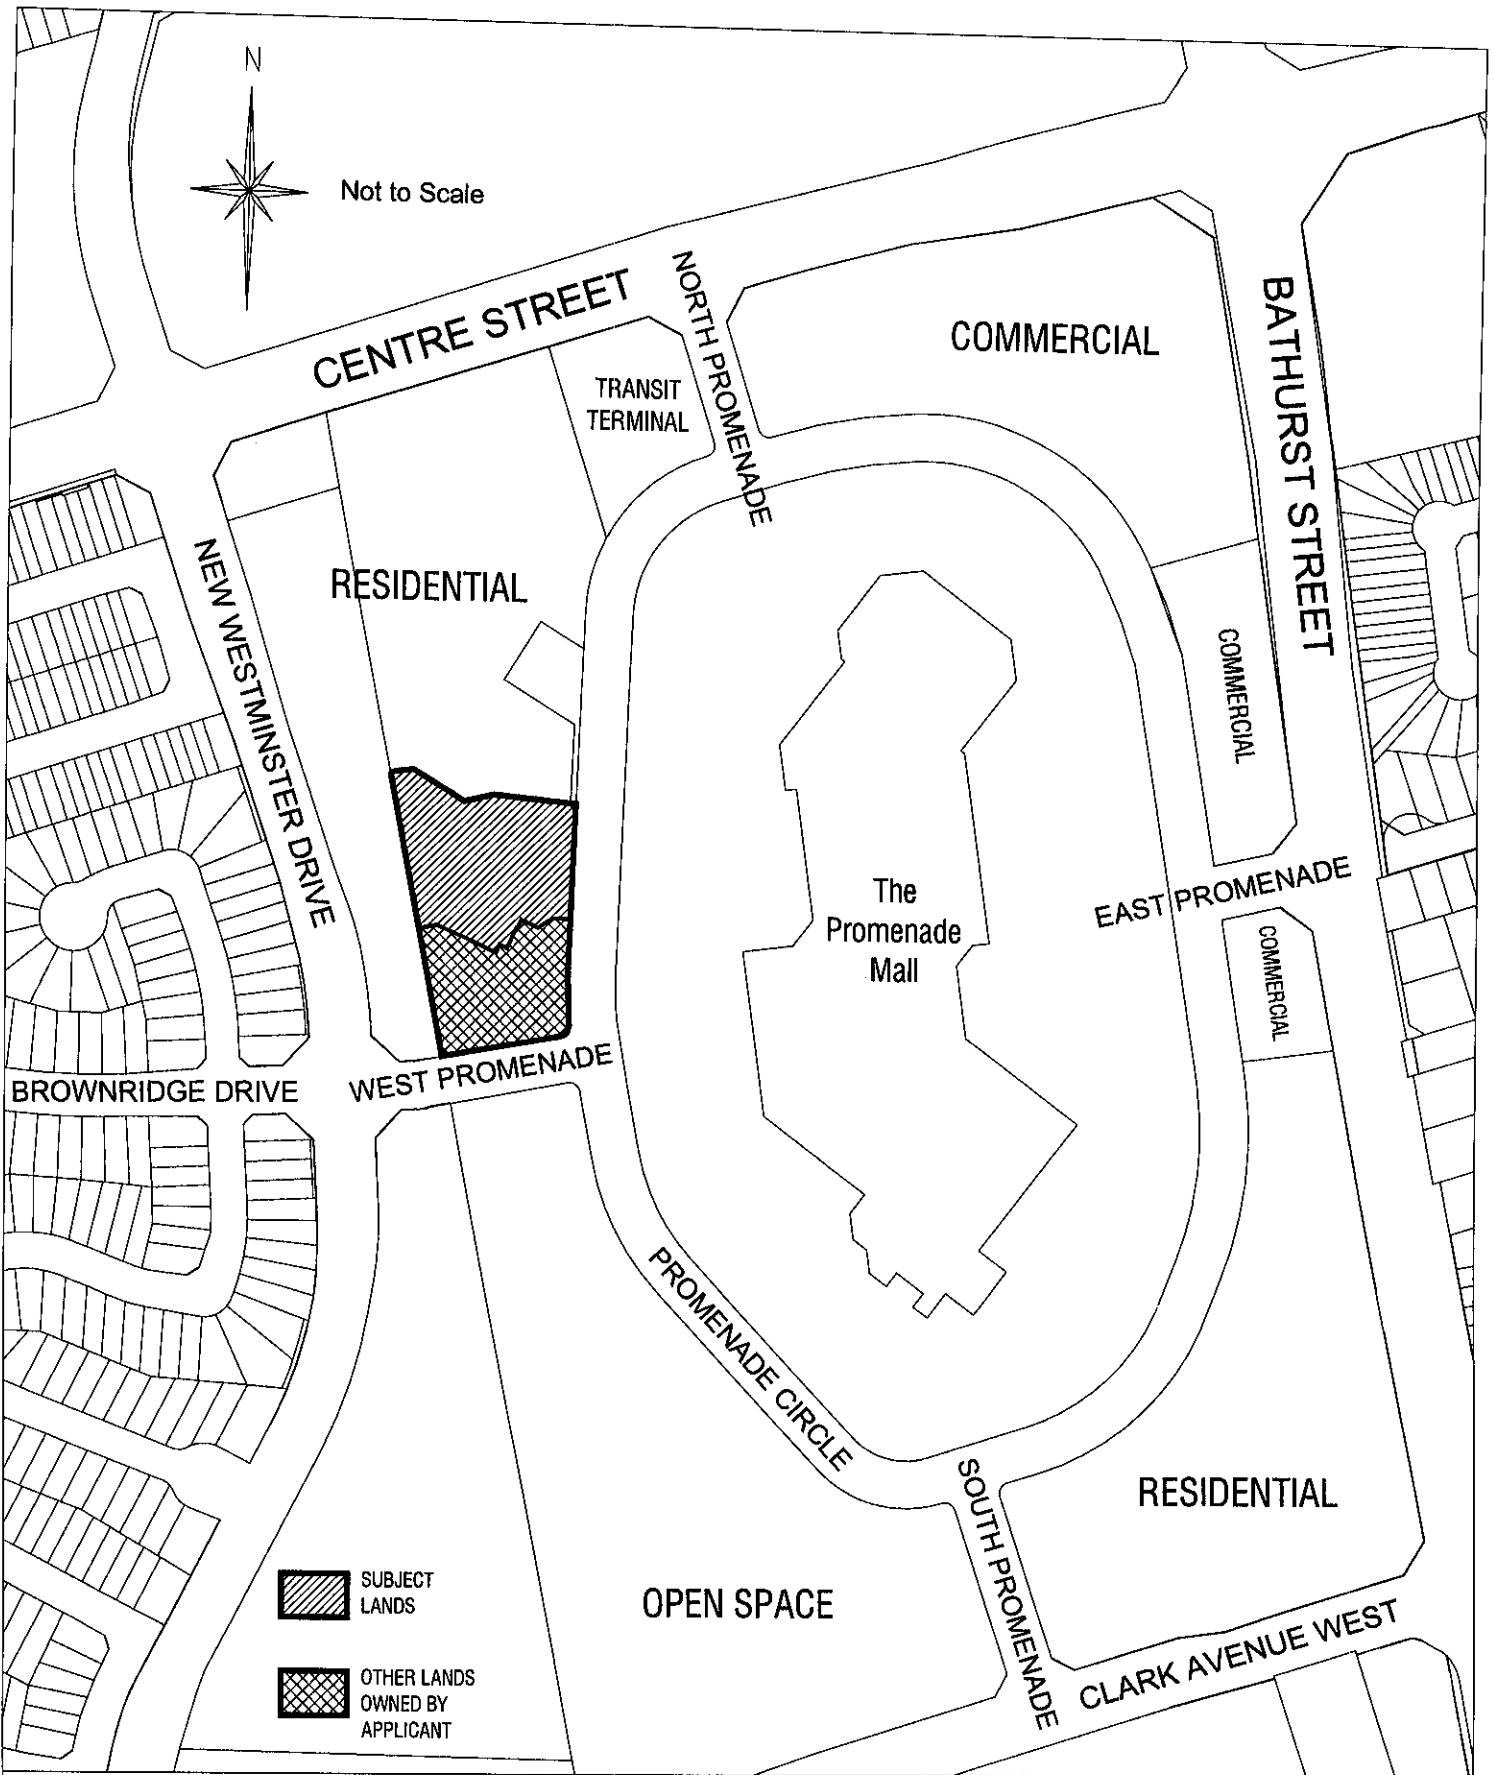 N
Not to Scale
CENTRE STREET
NORTH PROMENADE
COMMERCIAL
BATHURST STREET
TRANSIT
TERMINAL
NEW WESTMINSTER DRIVE
RESIDENTIAL
COMMERCIAL
The
Promenade
Mall
EAST PROMENADE
COMMERCIAL
BROWNRIDGE DRIVE
WEST PROMENADE
PROMENADE CIRCLE
SOUTH PROMENADE
RESIDENTIAL
OPEN SPACE
CLARK AVENUE WEST
SUBJECT
LANDS
OTHER LANDS
OWNED BY
APPLICANT